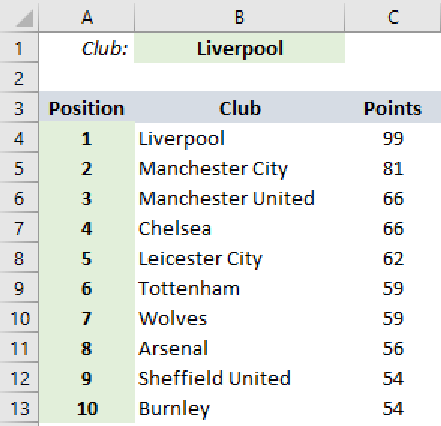 A B C
1 Club: Liverpool
2
3 Position Club Points
4 1 Liverpool 99
5 2 Manchester City 81
6 3 Manchester United 66
7 4 Chelsea 66
8 5 Leicester City 62
9 6 Tottenham 59
10 7 Wolves 59
11 8 Arsenal 56
12 9 Sheffield United 54
13 10 Burnley 54